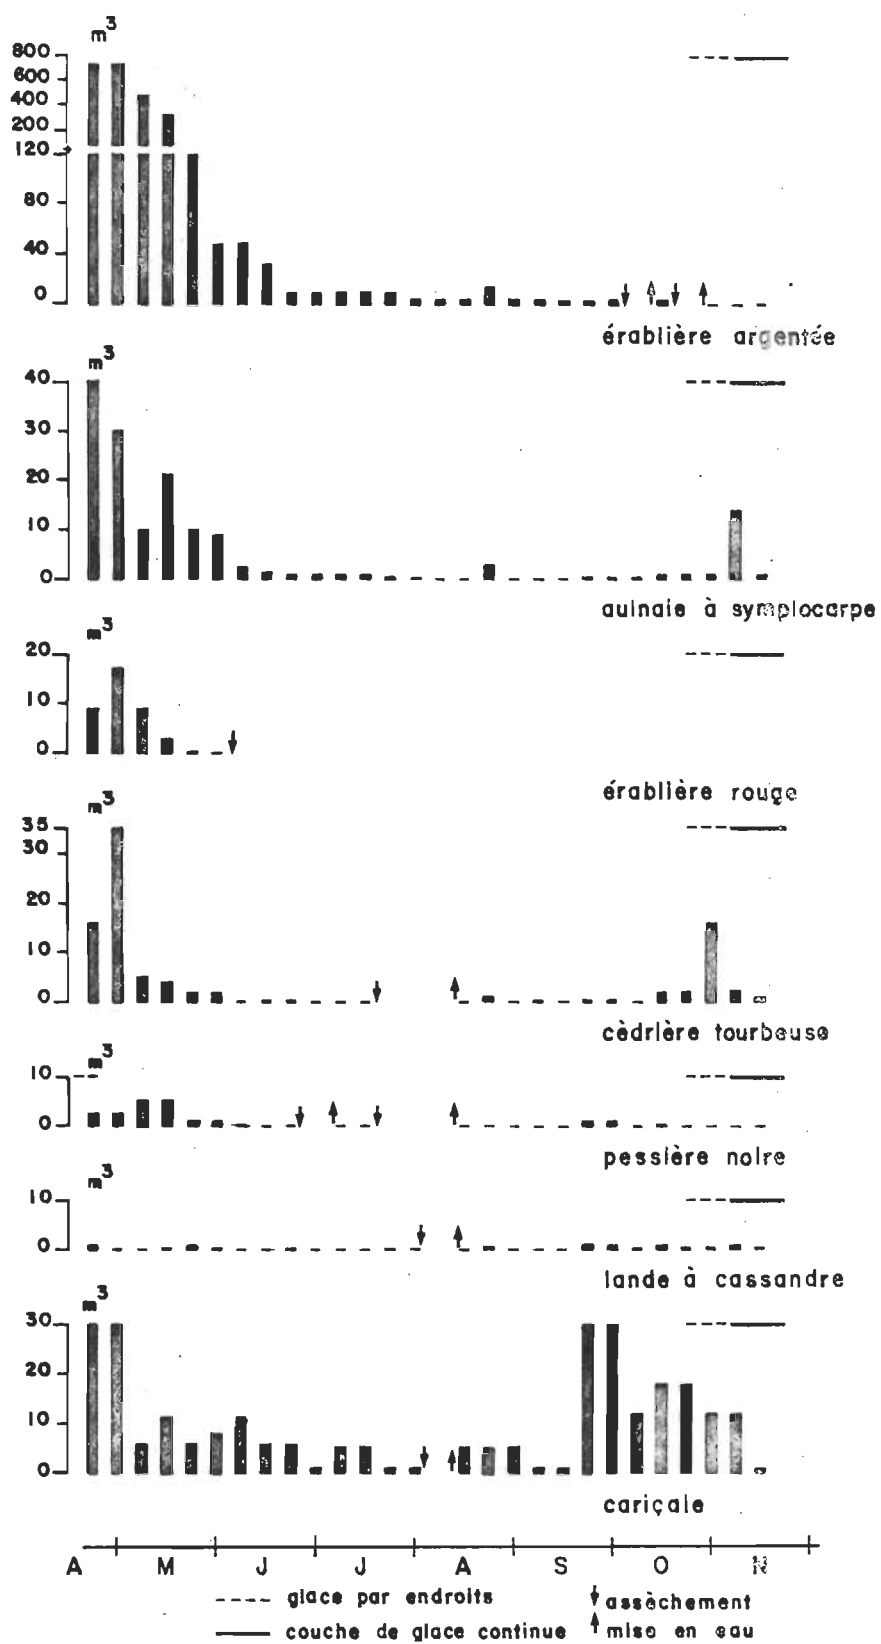 m³
800
600
400
200
120
80
40
0
érablière argentée
m³
40
30
20
10
0
aulnaie à symplocarpe
m³
20
10
0
érablière rouge
m³
35
30
20
10
0
cèdrière tourbeuse
m³
10
0
pessière noire
m³
10
0
lande à cassandre
m³
30
20
10
0
cariçaie
A M J J A S O N
---- glace par endroits ↓ assèchement
— couche de glace continue ↑ mise en eau